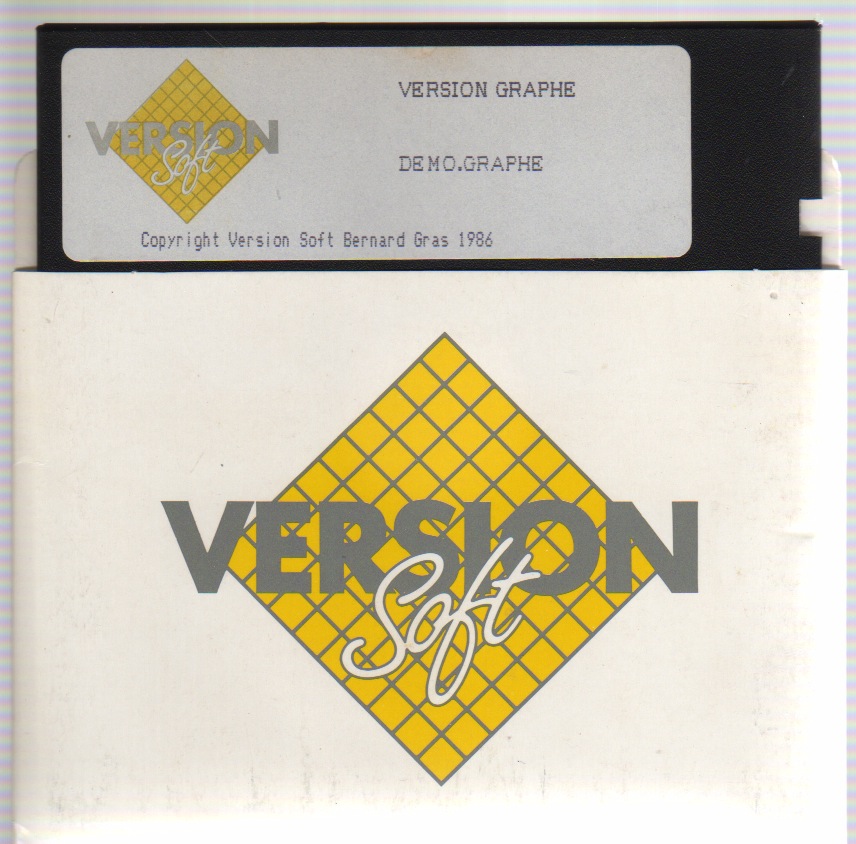 VERSION
Soft
VERSION GRAPHE
DEMO.GRAPHE
Copyright Version Soft Bernard Gras 1986
VERSION
Soft